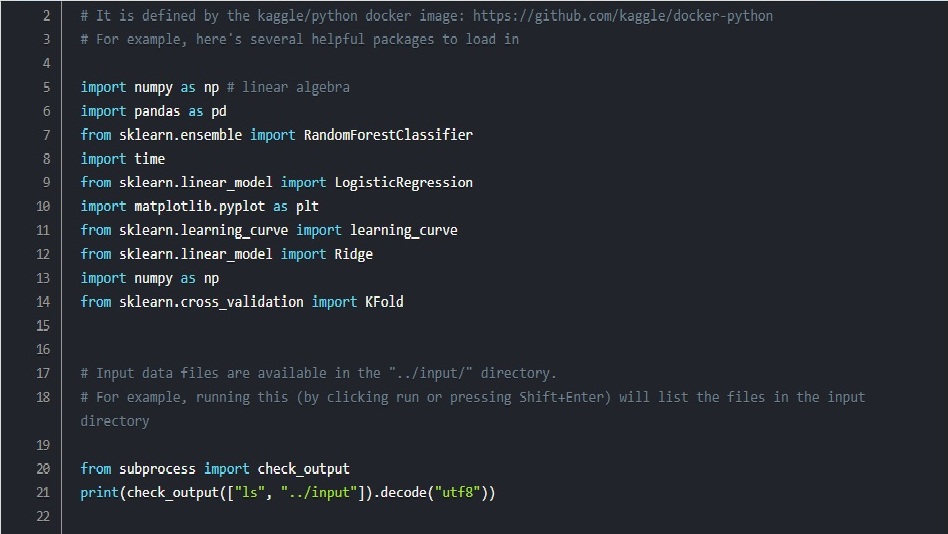 2 # It is defined by the kaggle/python docker image: https://github.com/kaggle/docker-python
3 # For example, here's several helpful packages to load in
4
5 import numpy as np # linear algebra
6 import pandas as pd
7 from sklearn.ensemble import RandomForestClassifier
8 import time
9 from sklearn.linear_model import LogisticRegression
10 import matplotlib.pyplot as plt
11 from sklearn.learning_curve import learning_curve
12 from sklearn.linear_model import Ridge
13 import numpy as np
14 from sklearn.cross_validation import KFold
15
16
17 # Input data files are available in the "../input/" directory.
18 # For example, running this (by clicking run or pressing Shift+Enter) will list the files in the input
directory
19
20 from subprocess import check_output
21 print(check_output(["ls", "../input"]).decode("utf8"))
22